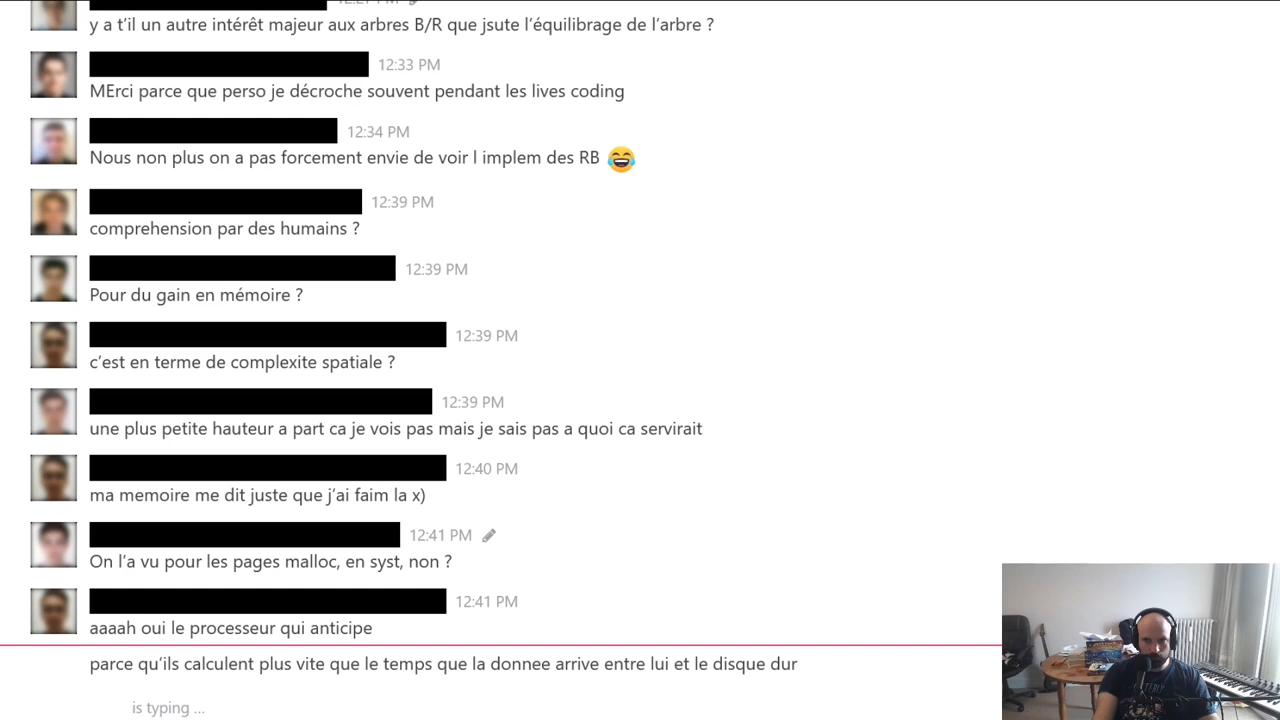 y a t'il un autre intérêt majeur aux arbres B/R que jsute l'équilibrage de l'arbre ?
12:33 PM
MErci parce que perso je décroche souvent pendant les lives coding
12:34 PM
Nous non plus on a pas forcement envie de voir l implem des RB 😂
12:39 PM
comprehension par des humains ?
12:39 PM
Pour du gain en mémoire ?
12:39 PM
c'est en terme de complexite spatiale ?
12:39 PM
une plus petite hauteur a part ca je vois pas mais je sais pas a quoi ca servirait
12:40 PM
ma memoire me dit juste que j'ai faim la x)
12:41 PM
On l'a vu pour les pages malloc, en syst, non ?
12:41 PM
aaaah oui le processeur qui anticipe
parce qu'ils calculent plus vite que le temps que la donnee arrive entre lui et le disque dur
is typing ...